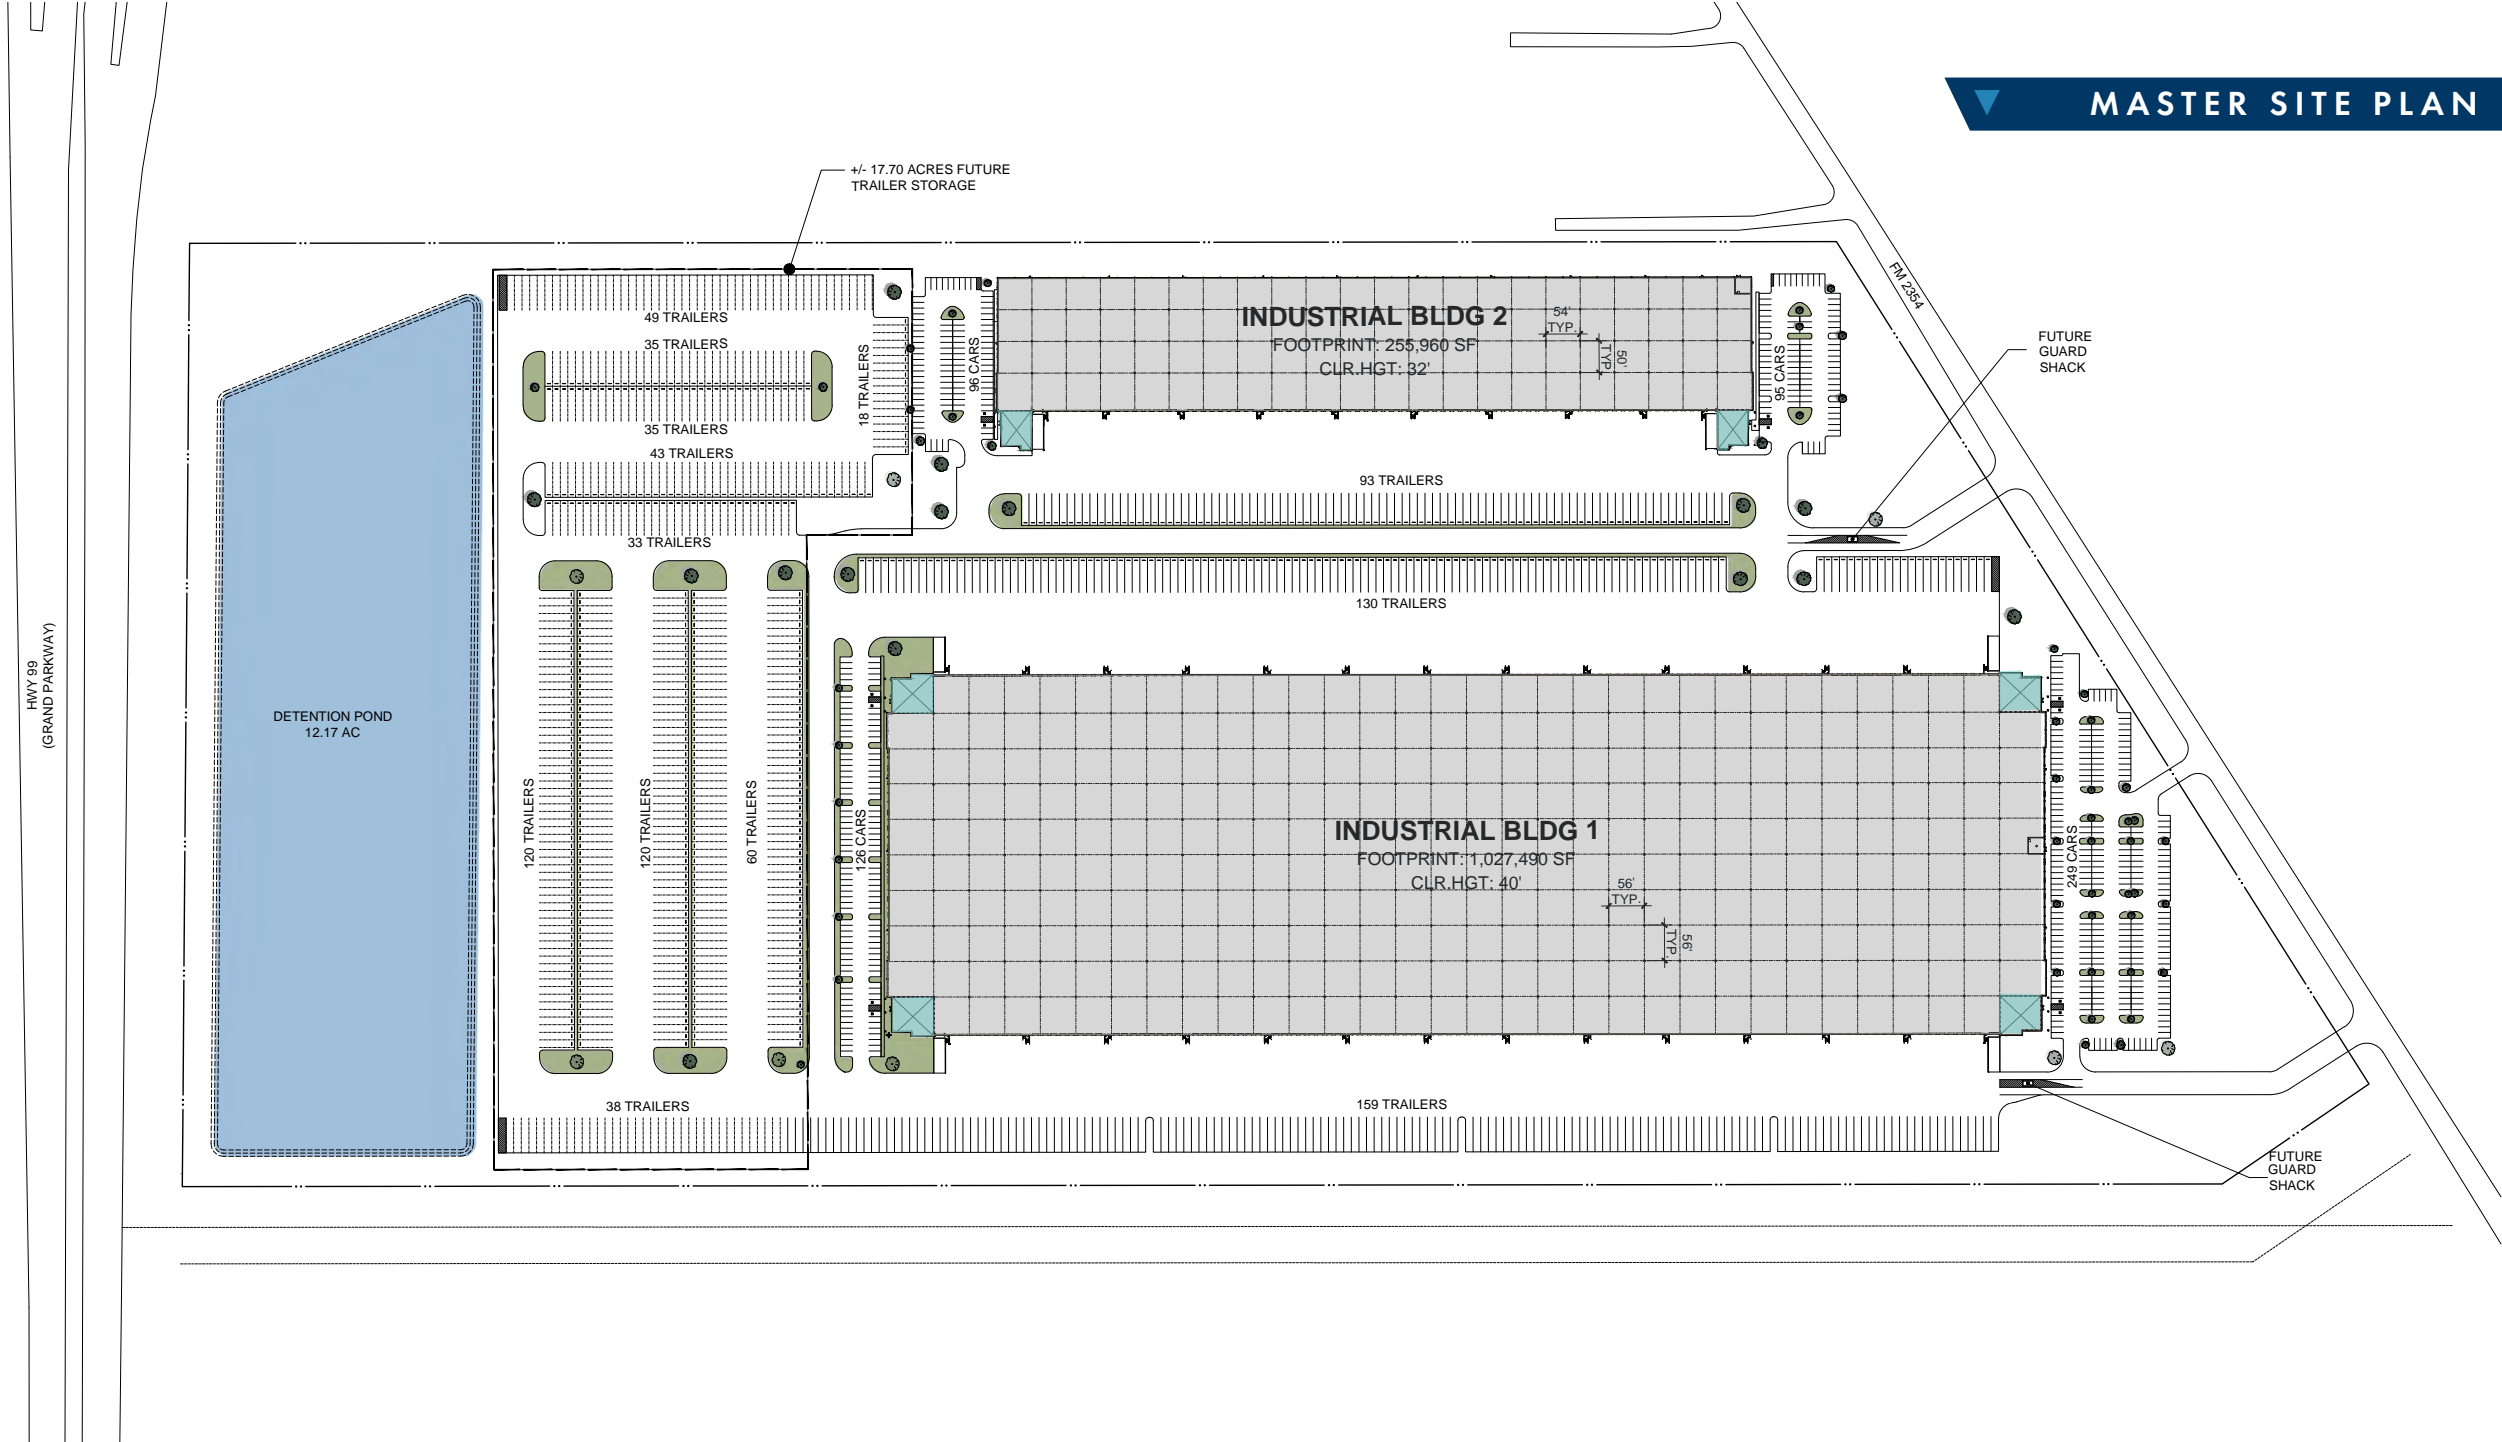 MASTER SITE PLAN
+/- 17.70 ACRES FUTURE
TRAILER STORAGE
FM 2354
49 TRAILERS
35 TRAILERS
18 TRAILERS
35 TRAILERS
43 TRAILERS
33 TRAILERS
96 CARS
INDUSTRIAL BLDG 2
FOOTPRINT: 255,960 SF
CLR.HGT: 32'
54'
TYP.
50'
TYP.
95 CARS
FUTURE
GUARD
SHACK
93 TRAILERS
130 TRAILERS
HWY 99
(GRAND PARKWAY)
DETENTION POND
12.17 AC
120 TRAILERS
120 TRAILERS
60 TRAILERS
126 CARS
INDUSTRIAL BLDG 1
FOOTPRINT: 1,027,490 SF
CLR.HGT: 40'
56'
TYP.
56'
TYP.
249 CARS
38 TRAILERS
159 TRAILERS
FUTURE
GUARD
SHACK